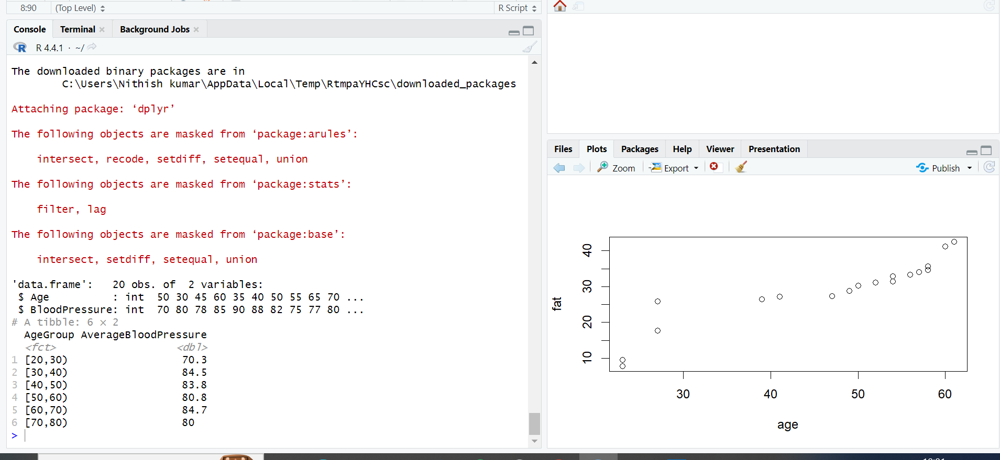 8:90 (Top Level) R Script
Console Terminal Background Jobs
R 4.4.1 · ~/
The downloaded binary packages are in
C:\Users\Nithish kumar\AppData\Local\Temp\RtmpaYHCsc\downloaded_packages
Attaching package: ‘dplyr’
The following objects are masked from ‘package:arules’:
intersect, recode, setdiff, setequal, union
The following objects are masked from ‘package:stats’:
filter, lag
The following objects are masked from ‘package:base’:
intersect, setdiff, setequal, union
'data.frame': 20 obs. of 2 variables:
$ Age : int 50 30 45 60 35 40 50 55 65 70 ...
$ BloodPressure: int 70 80 78 85 90 88 82 75 77 80 ...
# A tibble: 6 × 2
AgeGroup AverageBloodPressure
<fct> <dbl>
1 [20,30) 70.3
2 [30,40) 84.5
3 [40,50) 83.8
4 [50,60) 80.8
5 [60,70) 84.7
6 [70,80) 80
>
Files Plots Packages Help Viewer Presentation
Zoom Export Publish
40
30
20
10
fat
30 40 50 60
age